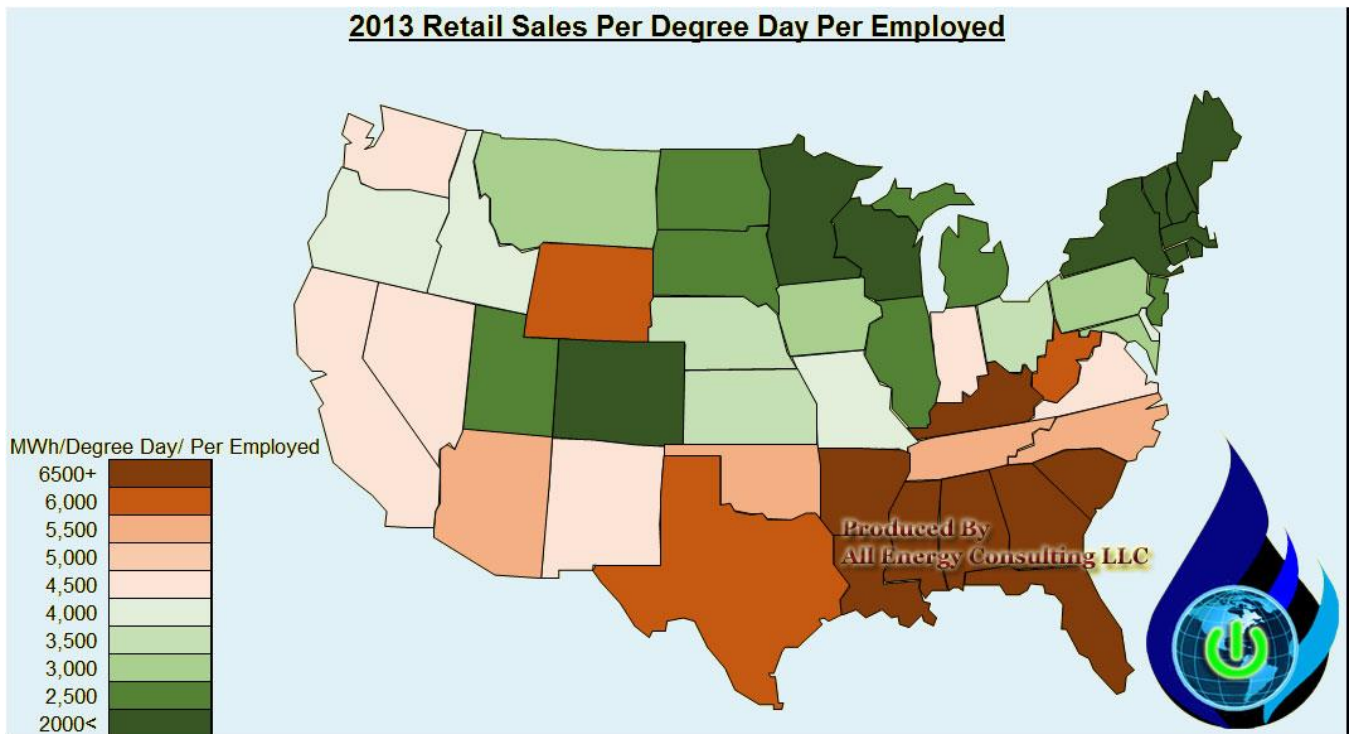 2013 Retail Sales Per Degree Day Per Employed
MWh/Degree Day/ Per Employed
6500+
6,000
5,500
5,000
4,500
4,000
3,500
3,000
2,500
2000<
Produced By
All Energy Consulting LLC